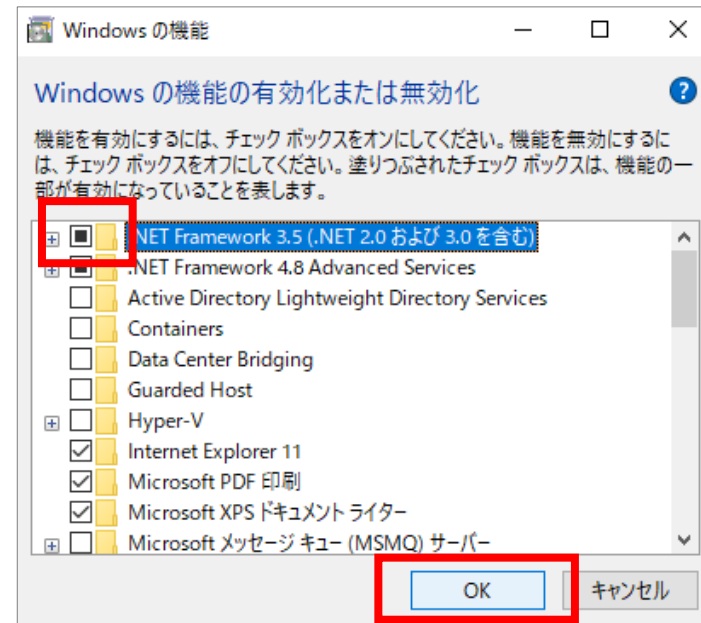 Windows の機能
Windows の機能の有効化または無効化
機能を有効にするには、チェック ボックスをオンにしてください。機能を無効にするに
は、チェック ボックスをオフにしてください。塗りつぶされたチェック ボックスは、機能の一
部が有効になっていることを表します。
.NET Framework 3.5 (.NET 2.0 および 3.0 を含む)
.NET Framework 4.8 Advanced Services
Active Directory Lightweight Directory Services
Containers
Data Center Bridging
Guarded Host
Hyper-V
Internet Explorer 11
Microsoft PDF 印刷
Microsoft XPS ドキュメント ライター
Microsoft メッセージ キュー (MSMQ) サーバー
OK キャンセル